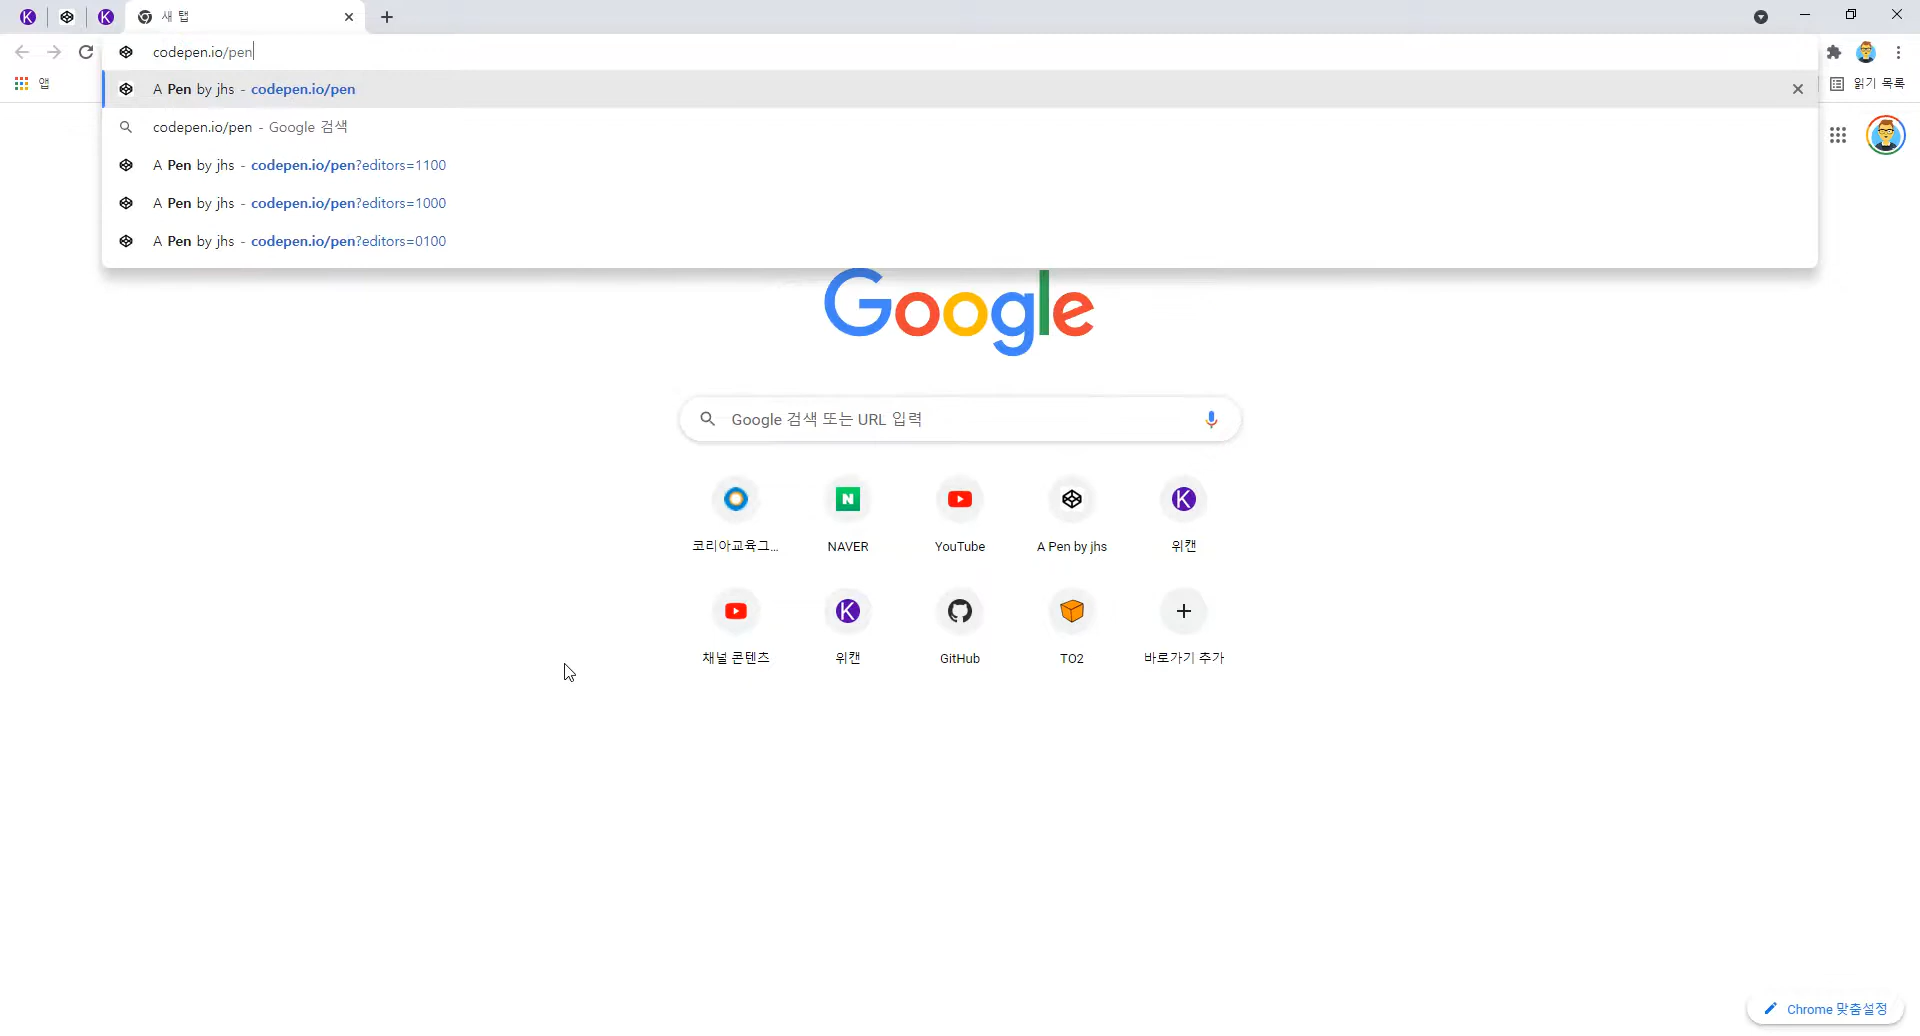 새 탭
codepen.io/pen
앱
A Pen by jhs - codepen.io/pen
읽기 목록
codepen.io/pen - Google 검색
A Pen by jhs - codepen.io/pen?editors=1100
A Pen by jhs - codepen.io/pen?editors=1000
A Pen by jhs - codepen.io/pen?editors=0100
Google
Google 검색 또는 URL 입력
코리아교육그...
NAVER
YouTube
A Pen by jhs
위캔
채널 콘텐츠
위캔
GitHub
TO2
바로가기 추가
Chrome 맞춤설정